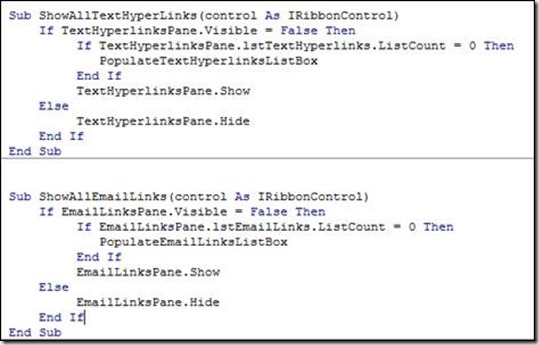 Sub ShowAllTextHyperLinks(control As IRibbonControl)
If TextHyperlinksPane.Visible = False Then
If TextHyperlinksPane.lstTextHyperlinks.ListCount = 0 Then
PopulateTextHyperlinksListBox
End If
TextHyperlinksPane.Show
Else
TextHyperlinksPane.Hide
End If
End Sub
Sub ShowAllEmailLinks(control As IRibbonControl)
If EmailLinksPane.Visible = False Then
If EmailLinksPane.lstEmailLinks.ListCount = 0 Then
PopulateEmailLinksListBox
End If
EmailLinksPane.Show
Else
EmailLinksPane.Hide
End If
End Sub